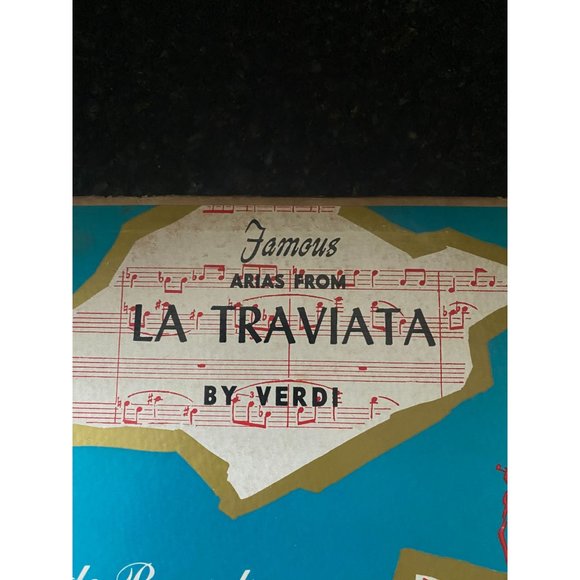 Famous
ARIAS FROM
LA TRAVIATA
BY VERDI